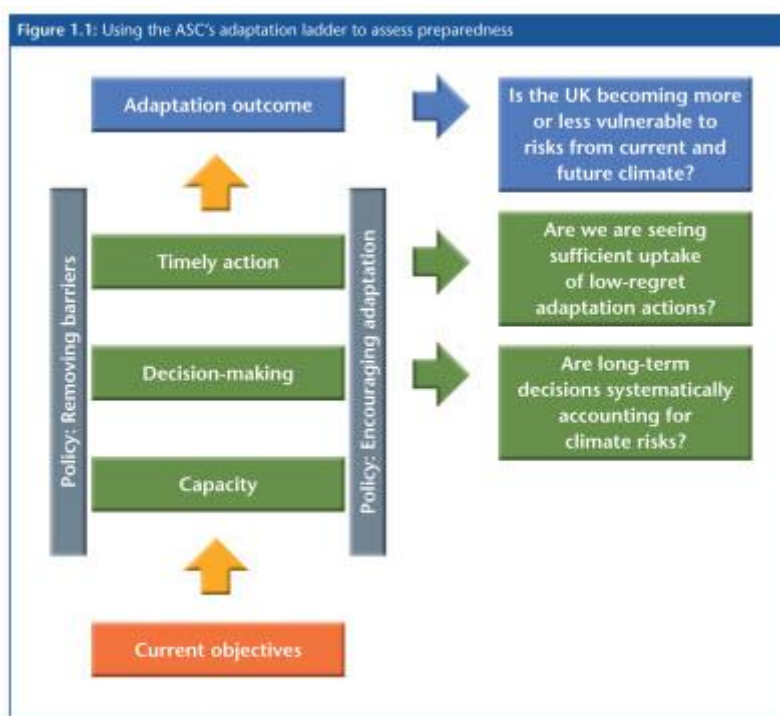 Figure 1.1: Using the ASC's adaptation ladder to assess preparedness
Adaptation outcome
Is the UK becoming more
or less vulnerable to
risks from current and
future climate?
Policy: Removing barriers
Timely action
Decision-making
Capacity
Policy: Encouraging adaptation
Are we are seeing
sufficient uptake
of low-regret
adaptation actions?
Are long-term
decisions systematically
accounting for
climate risks?
Current objectives